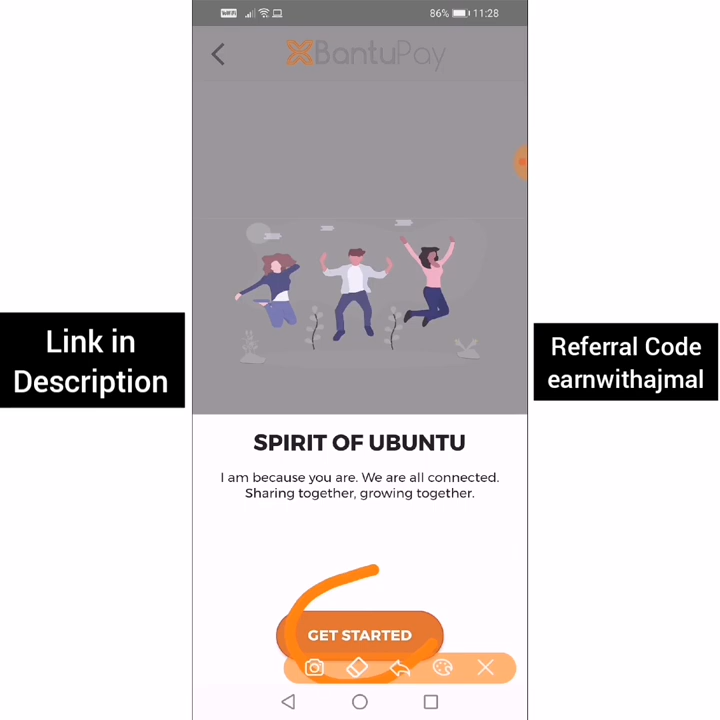 VoWiFi
86% 11:28
BantuPay
Link in
Description
Referral Code
earnwithajmal
SPIRIT OF UBUNTU
I am because you are. We are all connected.
Sharing together, growing together.
GET STARTED